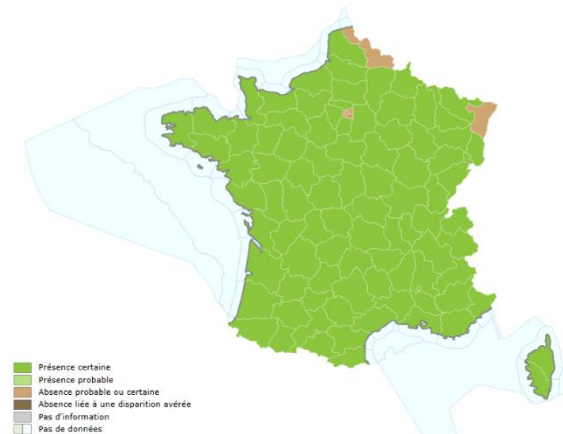 Présence certaine
Présence probable
Absence probable ou certaine
Absence liée à une disparition avérée
Pas d'information
Pas de données